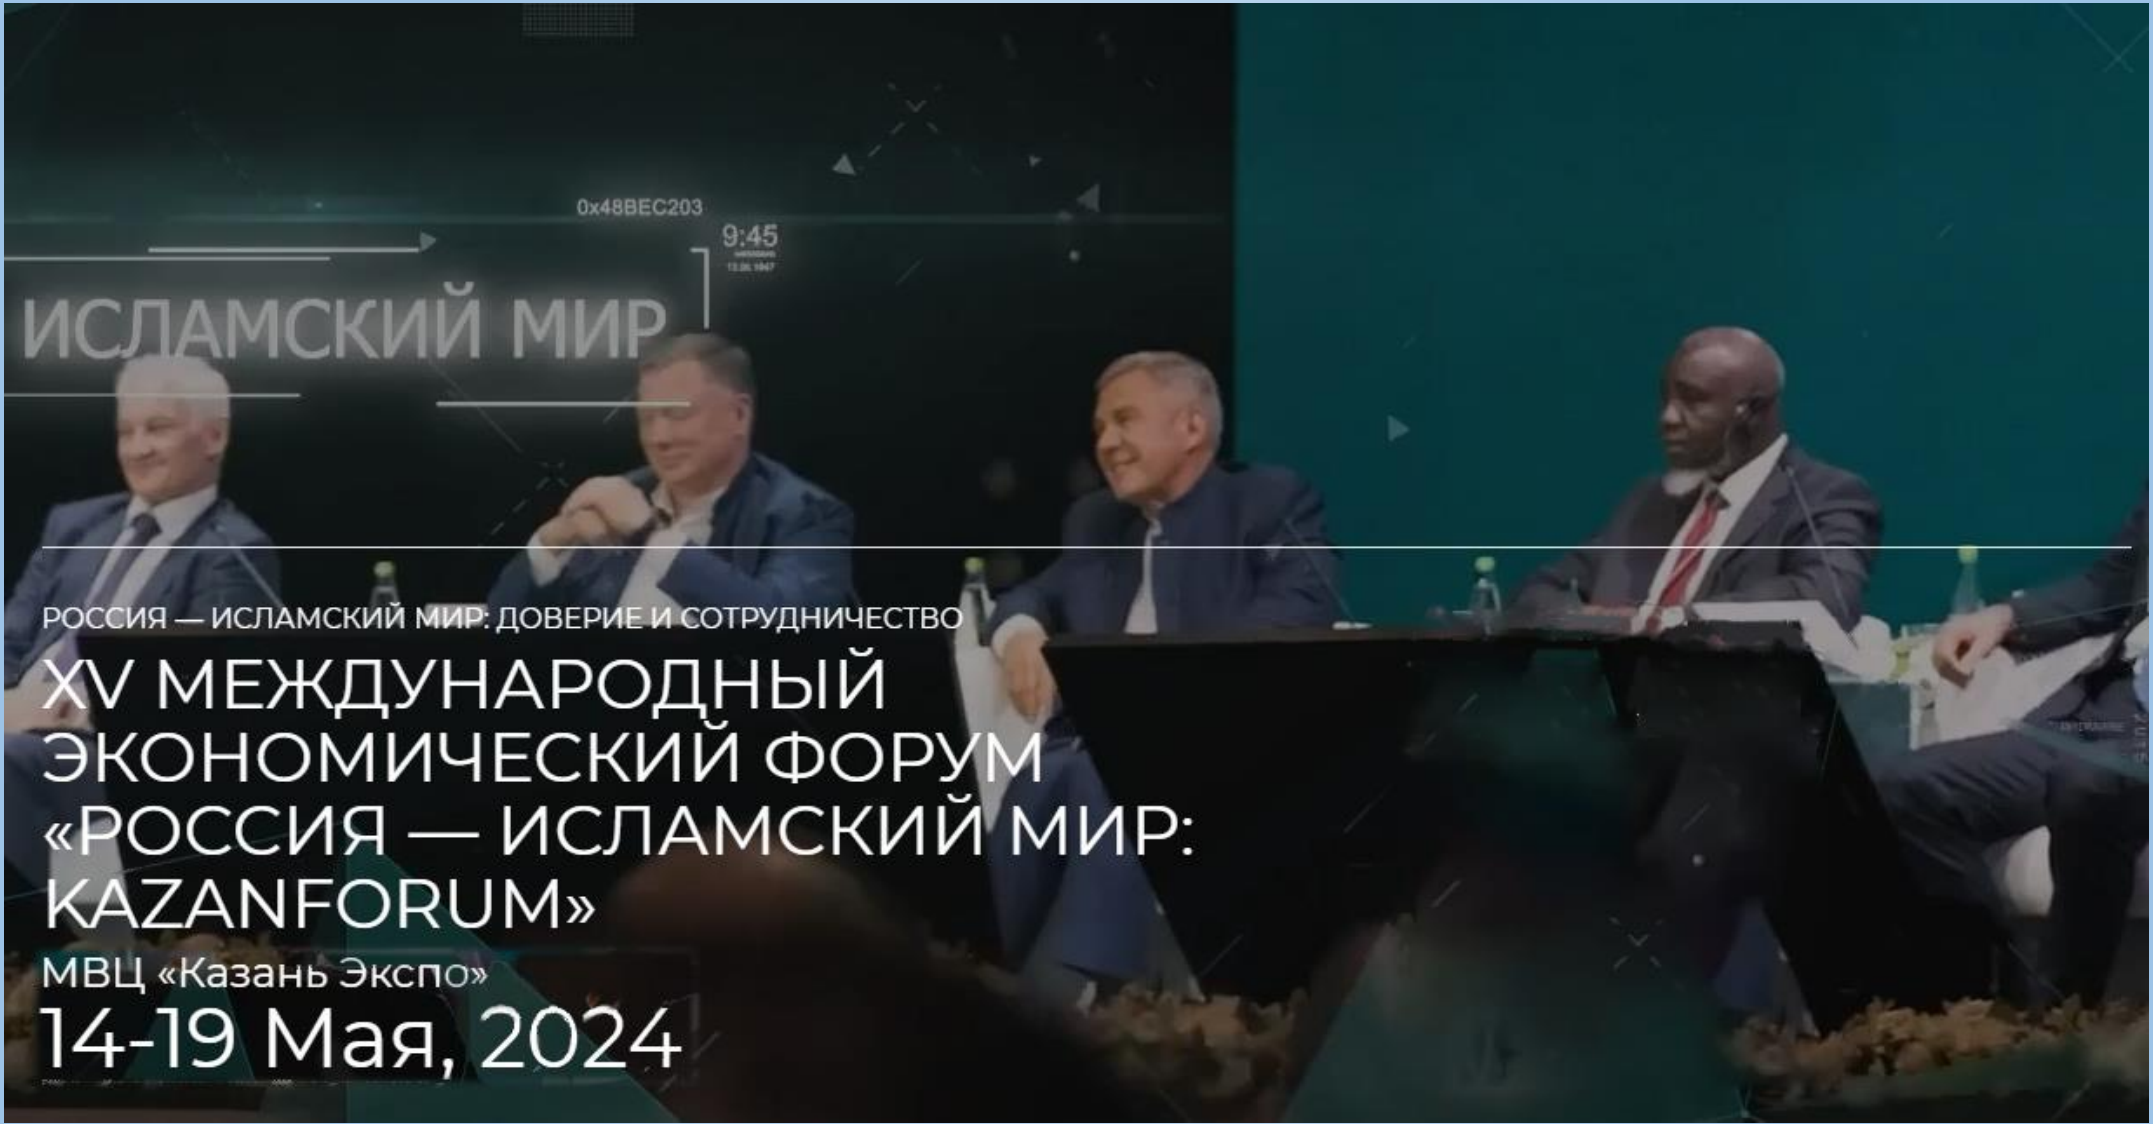 0x48BEC203
9:45
ИСЛАМСКИЙ МИР
РОССИЯ — ИСЛАМСКИЙ МИР: ДОВЕРИЕ И СОТРУДНИЧЕСТВО
XV МЕЖДУНАРОДНЫЙ
ЭКОНОМИЧЕСКИЙ ФОРУМ
«РОССИЯ — ИСЛАМСКИЙ МИР:
KAZANFORUM»
МВЦ «Казань Экспо»
14-19 Мая, 2024